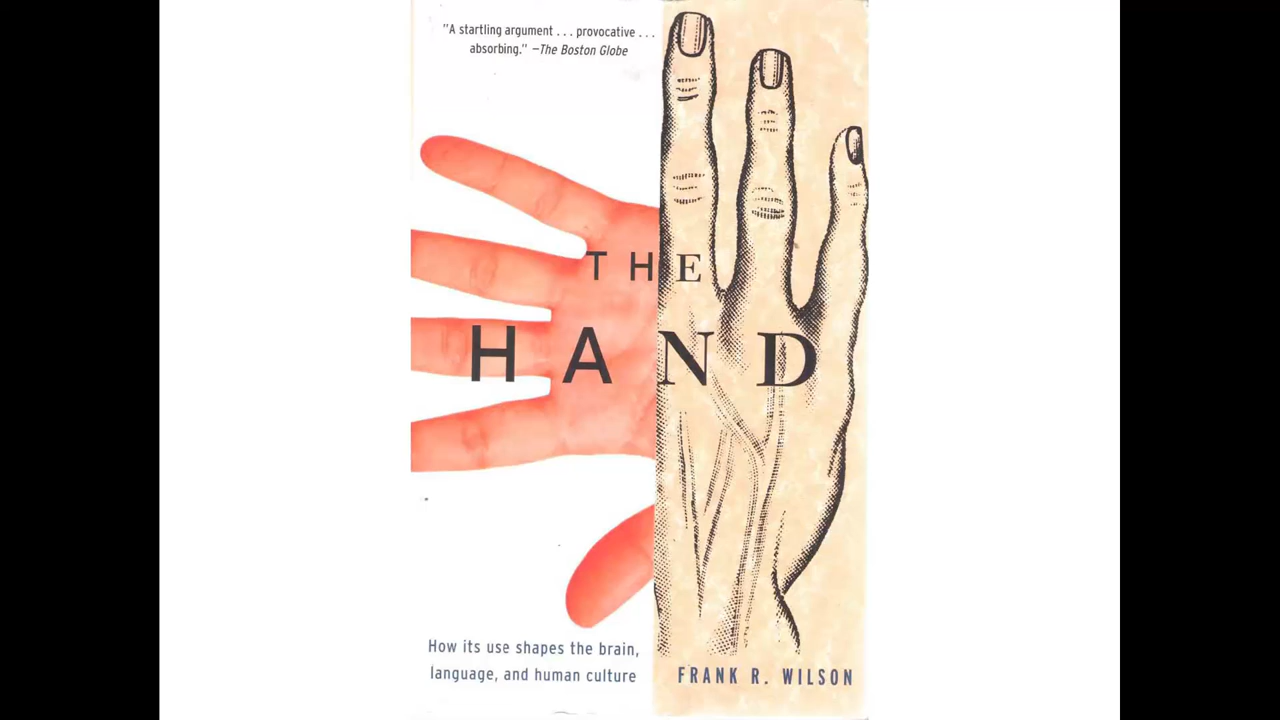 "A startling argument . . . provocative . . .
absorbing." —The Boston Globe
THE
HAND
How its use shapes the brain,
language, and human culture
FRANK R. WILSON